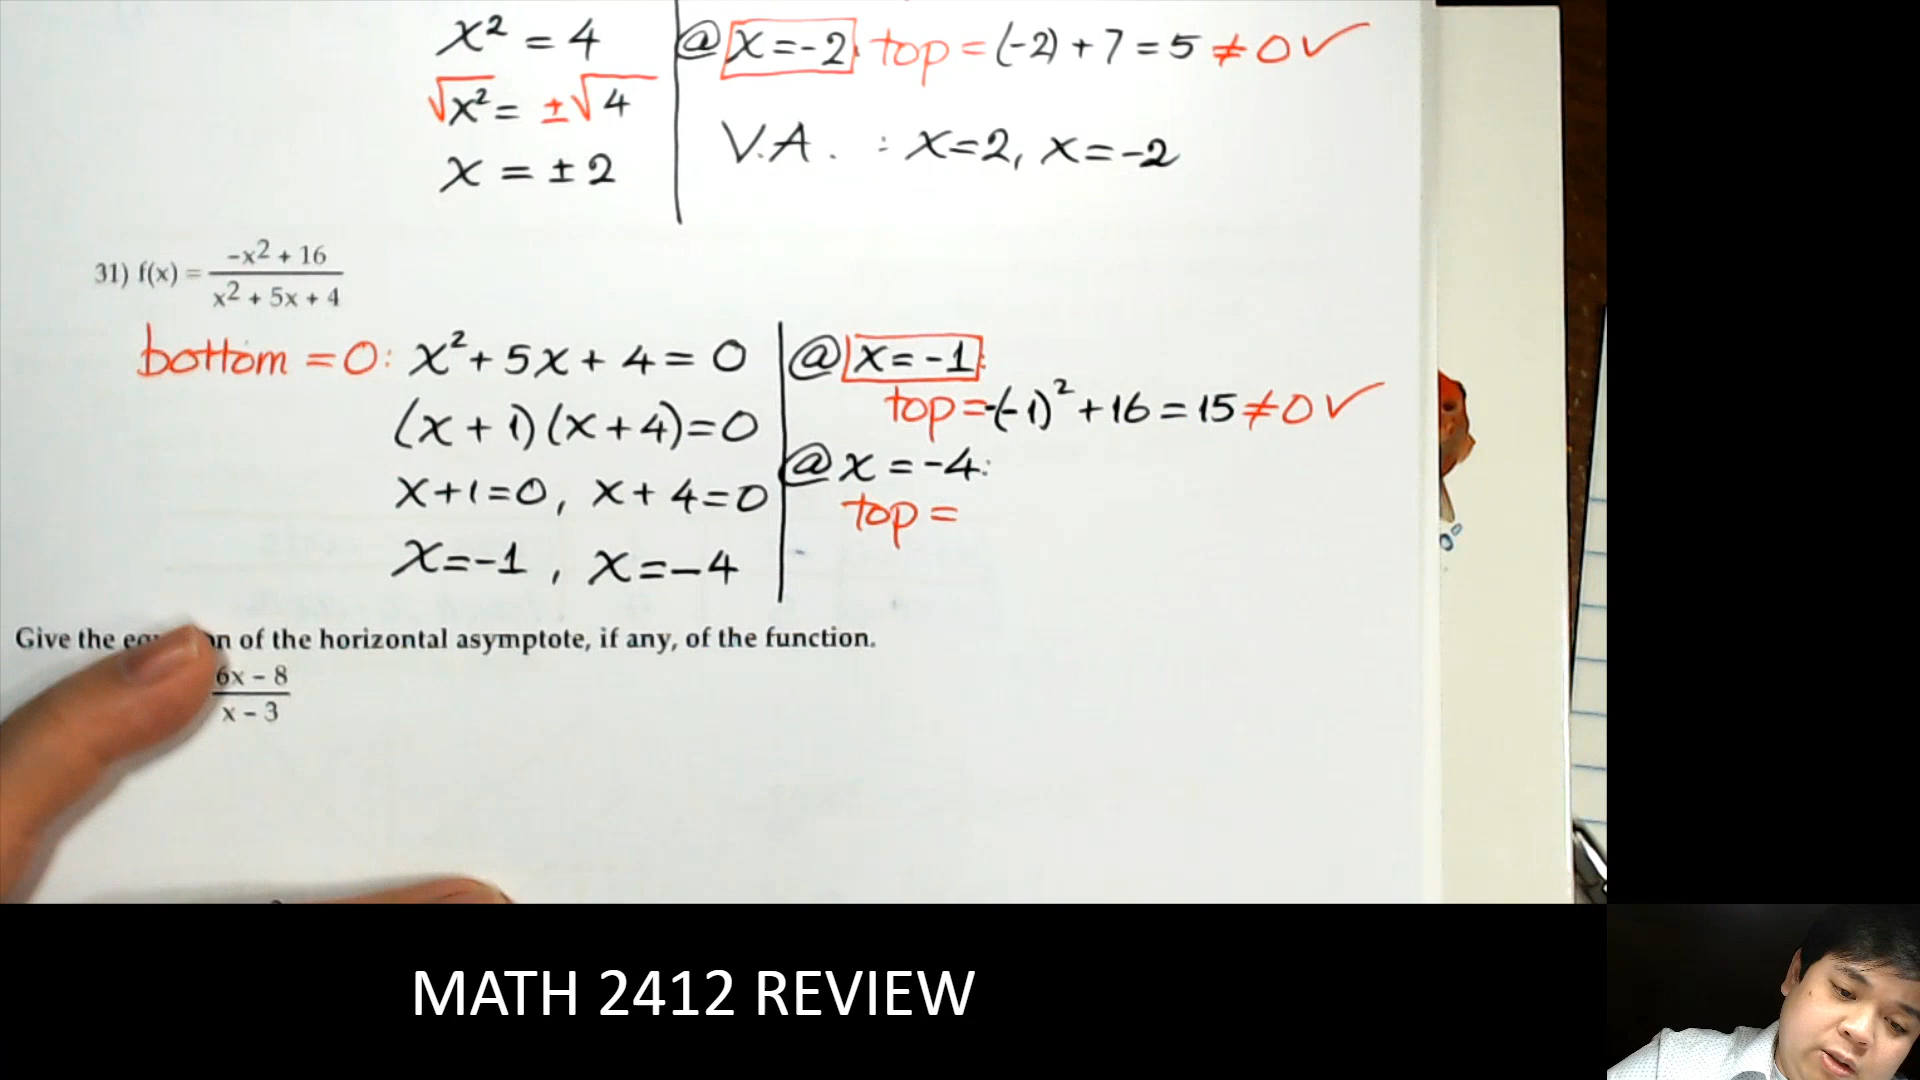 x² = 4
√x² = ±√4
x = ±2
@ x = -2: top = (-2) + 7 = 5 ≠ 0 ✓
V.A. : x = 2, x = -2
31) f(x) = (-x² + 16)/(x² + 5x + 4)
bottom = 0: x² + 5x + 4 = 0
(x + 1)(x + 4) = 0
x + 1 = 0, x + 4 = 0
x = -1, x = -4
@ x = -1:
top = -(-1)² + 16 = 15 ≠ 0 ✓
@ x = -4:
top =
Give the of the horizontal asymptote, if any, of the function.
6x - 8
x - 3
MATH 2412 REVIEW